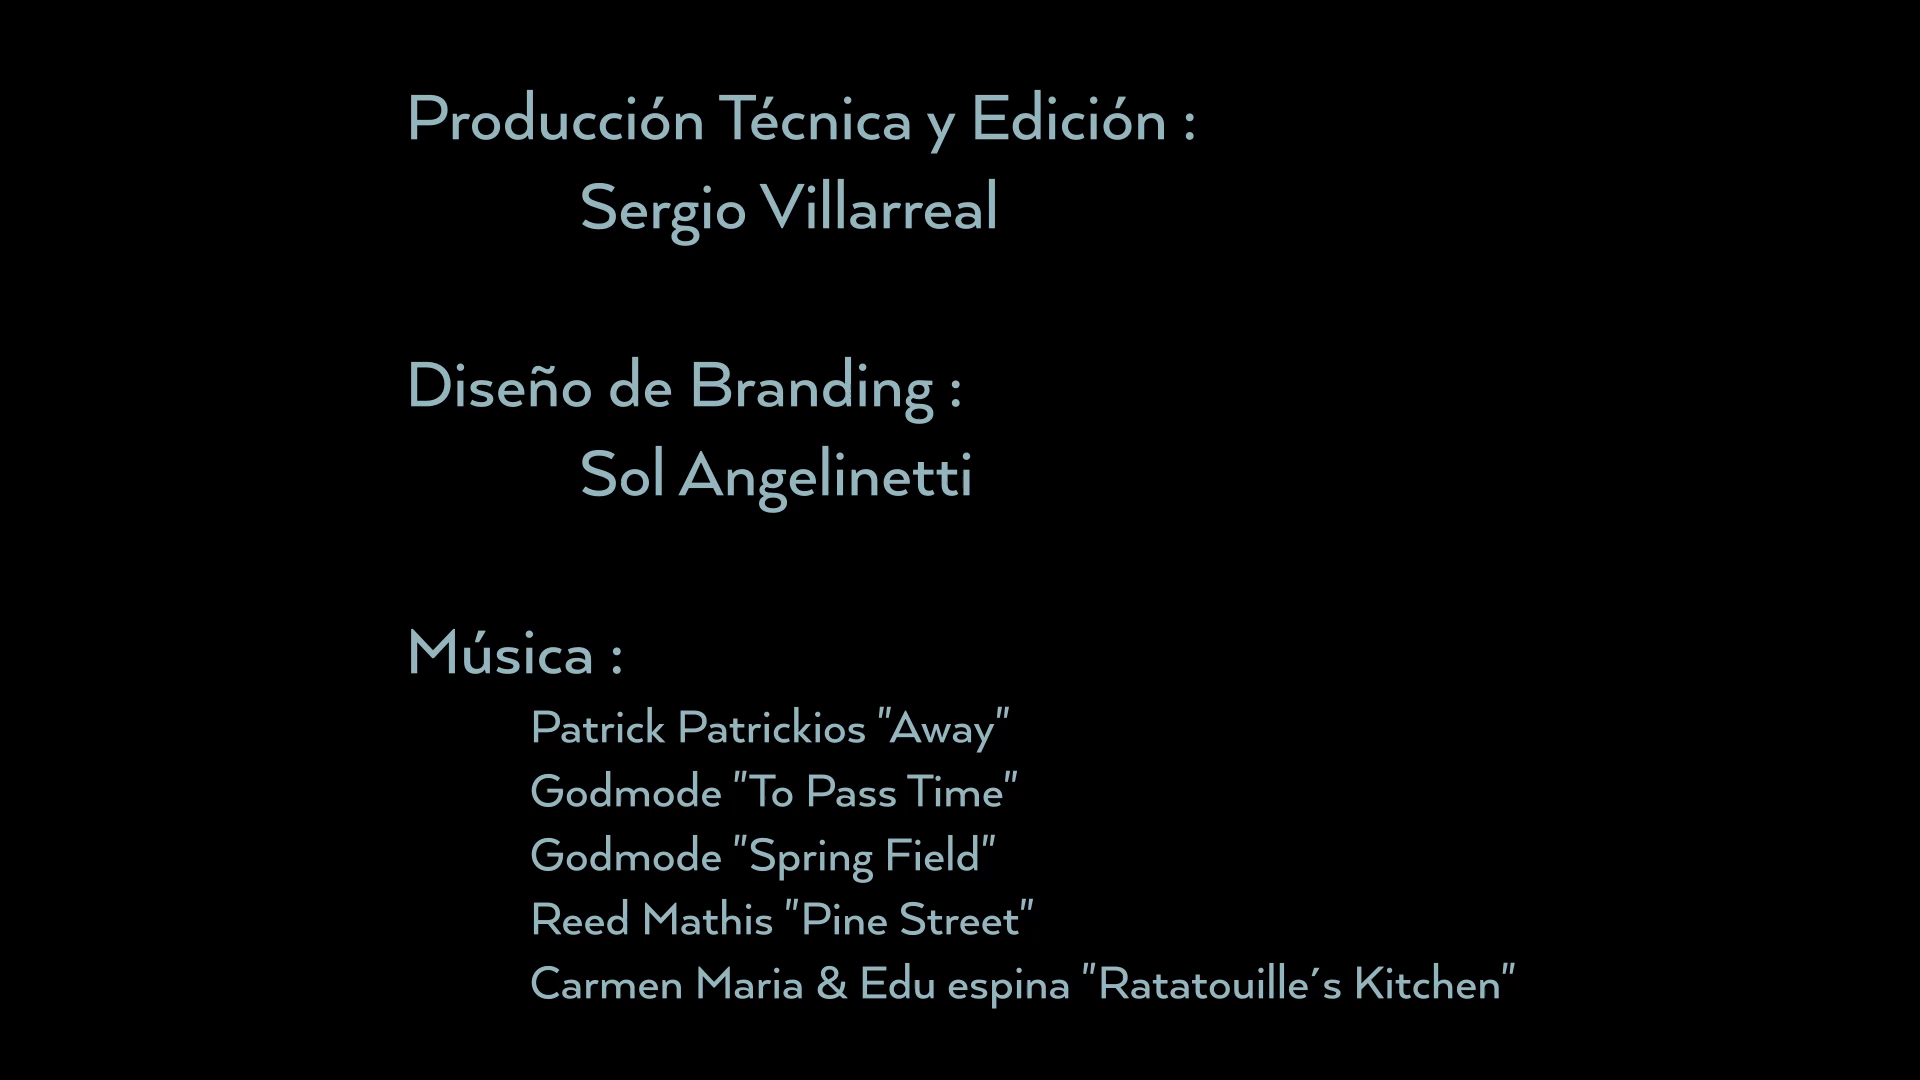 Producción Técnica y Edición :
Sergio Villarreal
Diseño de Branding :
Sol Angelinetti
Música :
Patrick Patrickios "Away"
Godmode "To Pass Time"
Godmode "Spring Field"
Reed Mathis "Pine Street"
Carmen Maria & Edu espina "Ratatouille´s Kitchen"